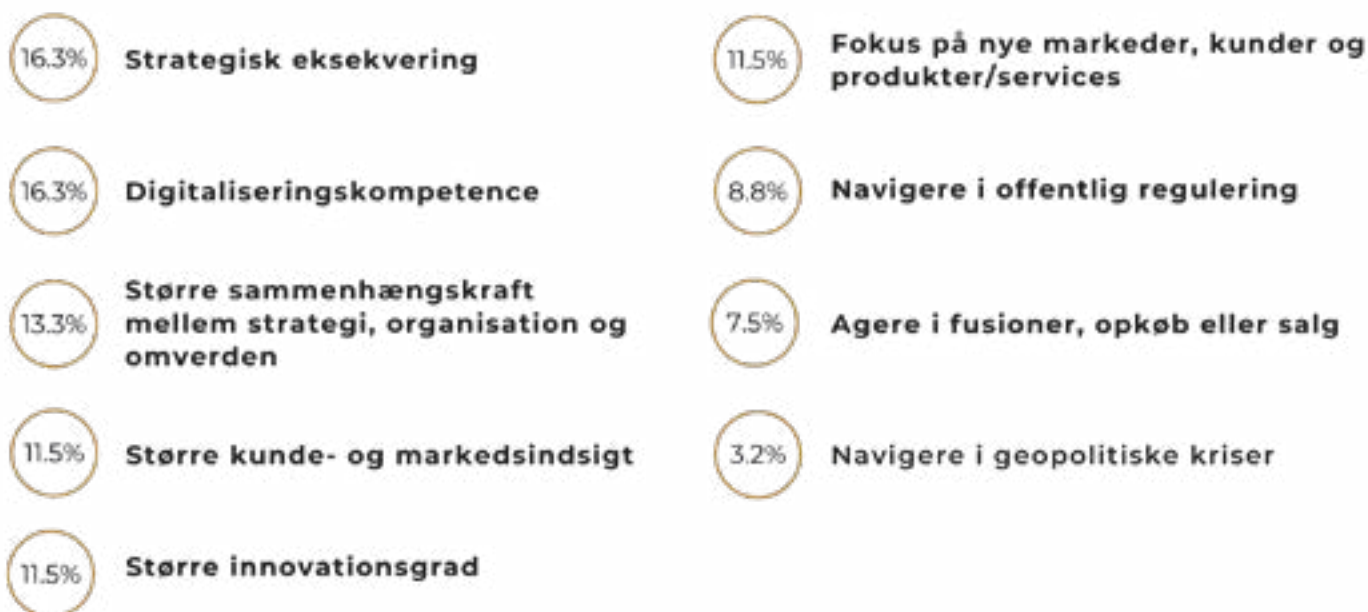 16.3%
Strategisk eksekvering
16.3%
Digitaliseringskompetence
13.3%
Større sammenhængskraft
mellem strategi, organisation og
omverden
11.5%
Større kunde- og markedsindsigt
11.5%
Større innovationsgrad
11.5%
Fokus på nye markeder, kunder og
produkter/services
8.8%
Navigere i offentlig regulering
7.5%
Agere i fusioner, opkøb eller salg
3.2%
Navigere i geopolitiske kriser